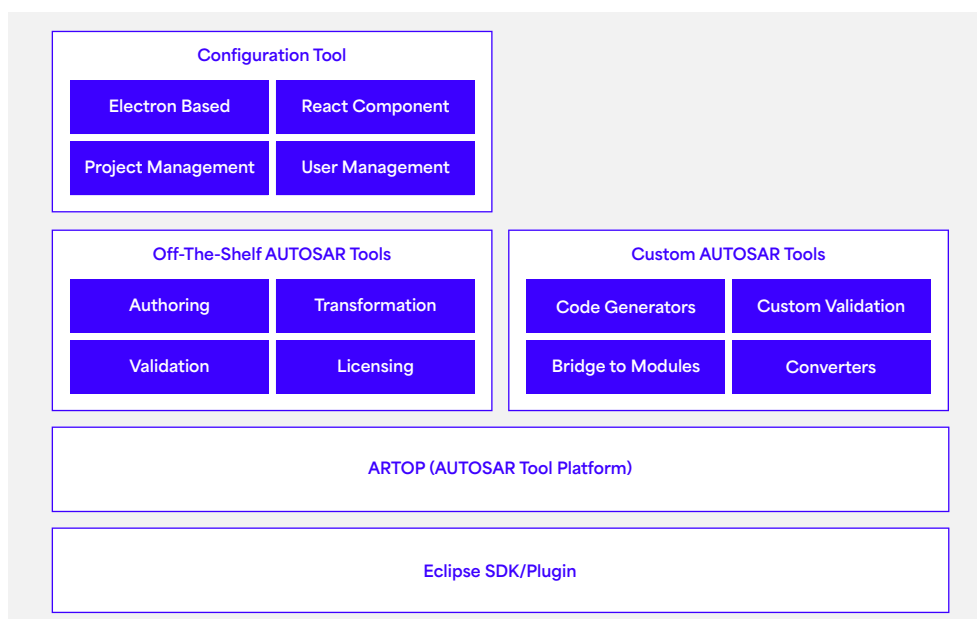 Configuration Tool
Electron Based
React Component
Project Management
User Management
Off-The-Shelf AUTOSAR Tools
Authoring
Transformation
Validation
Licensing
Custom AUTOSAR Tools
Code Generators
Custom Validation
Bridge to Modules
Converters
ARTOP (AUTOSAR Tool Platform)
Eclipse SDK/Plugin